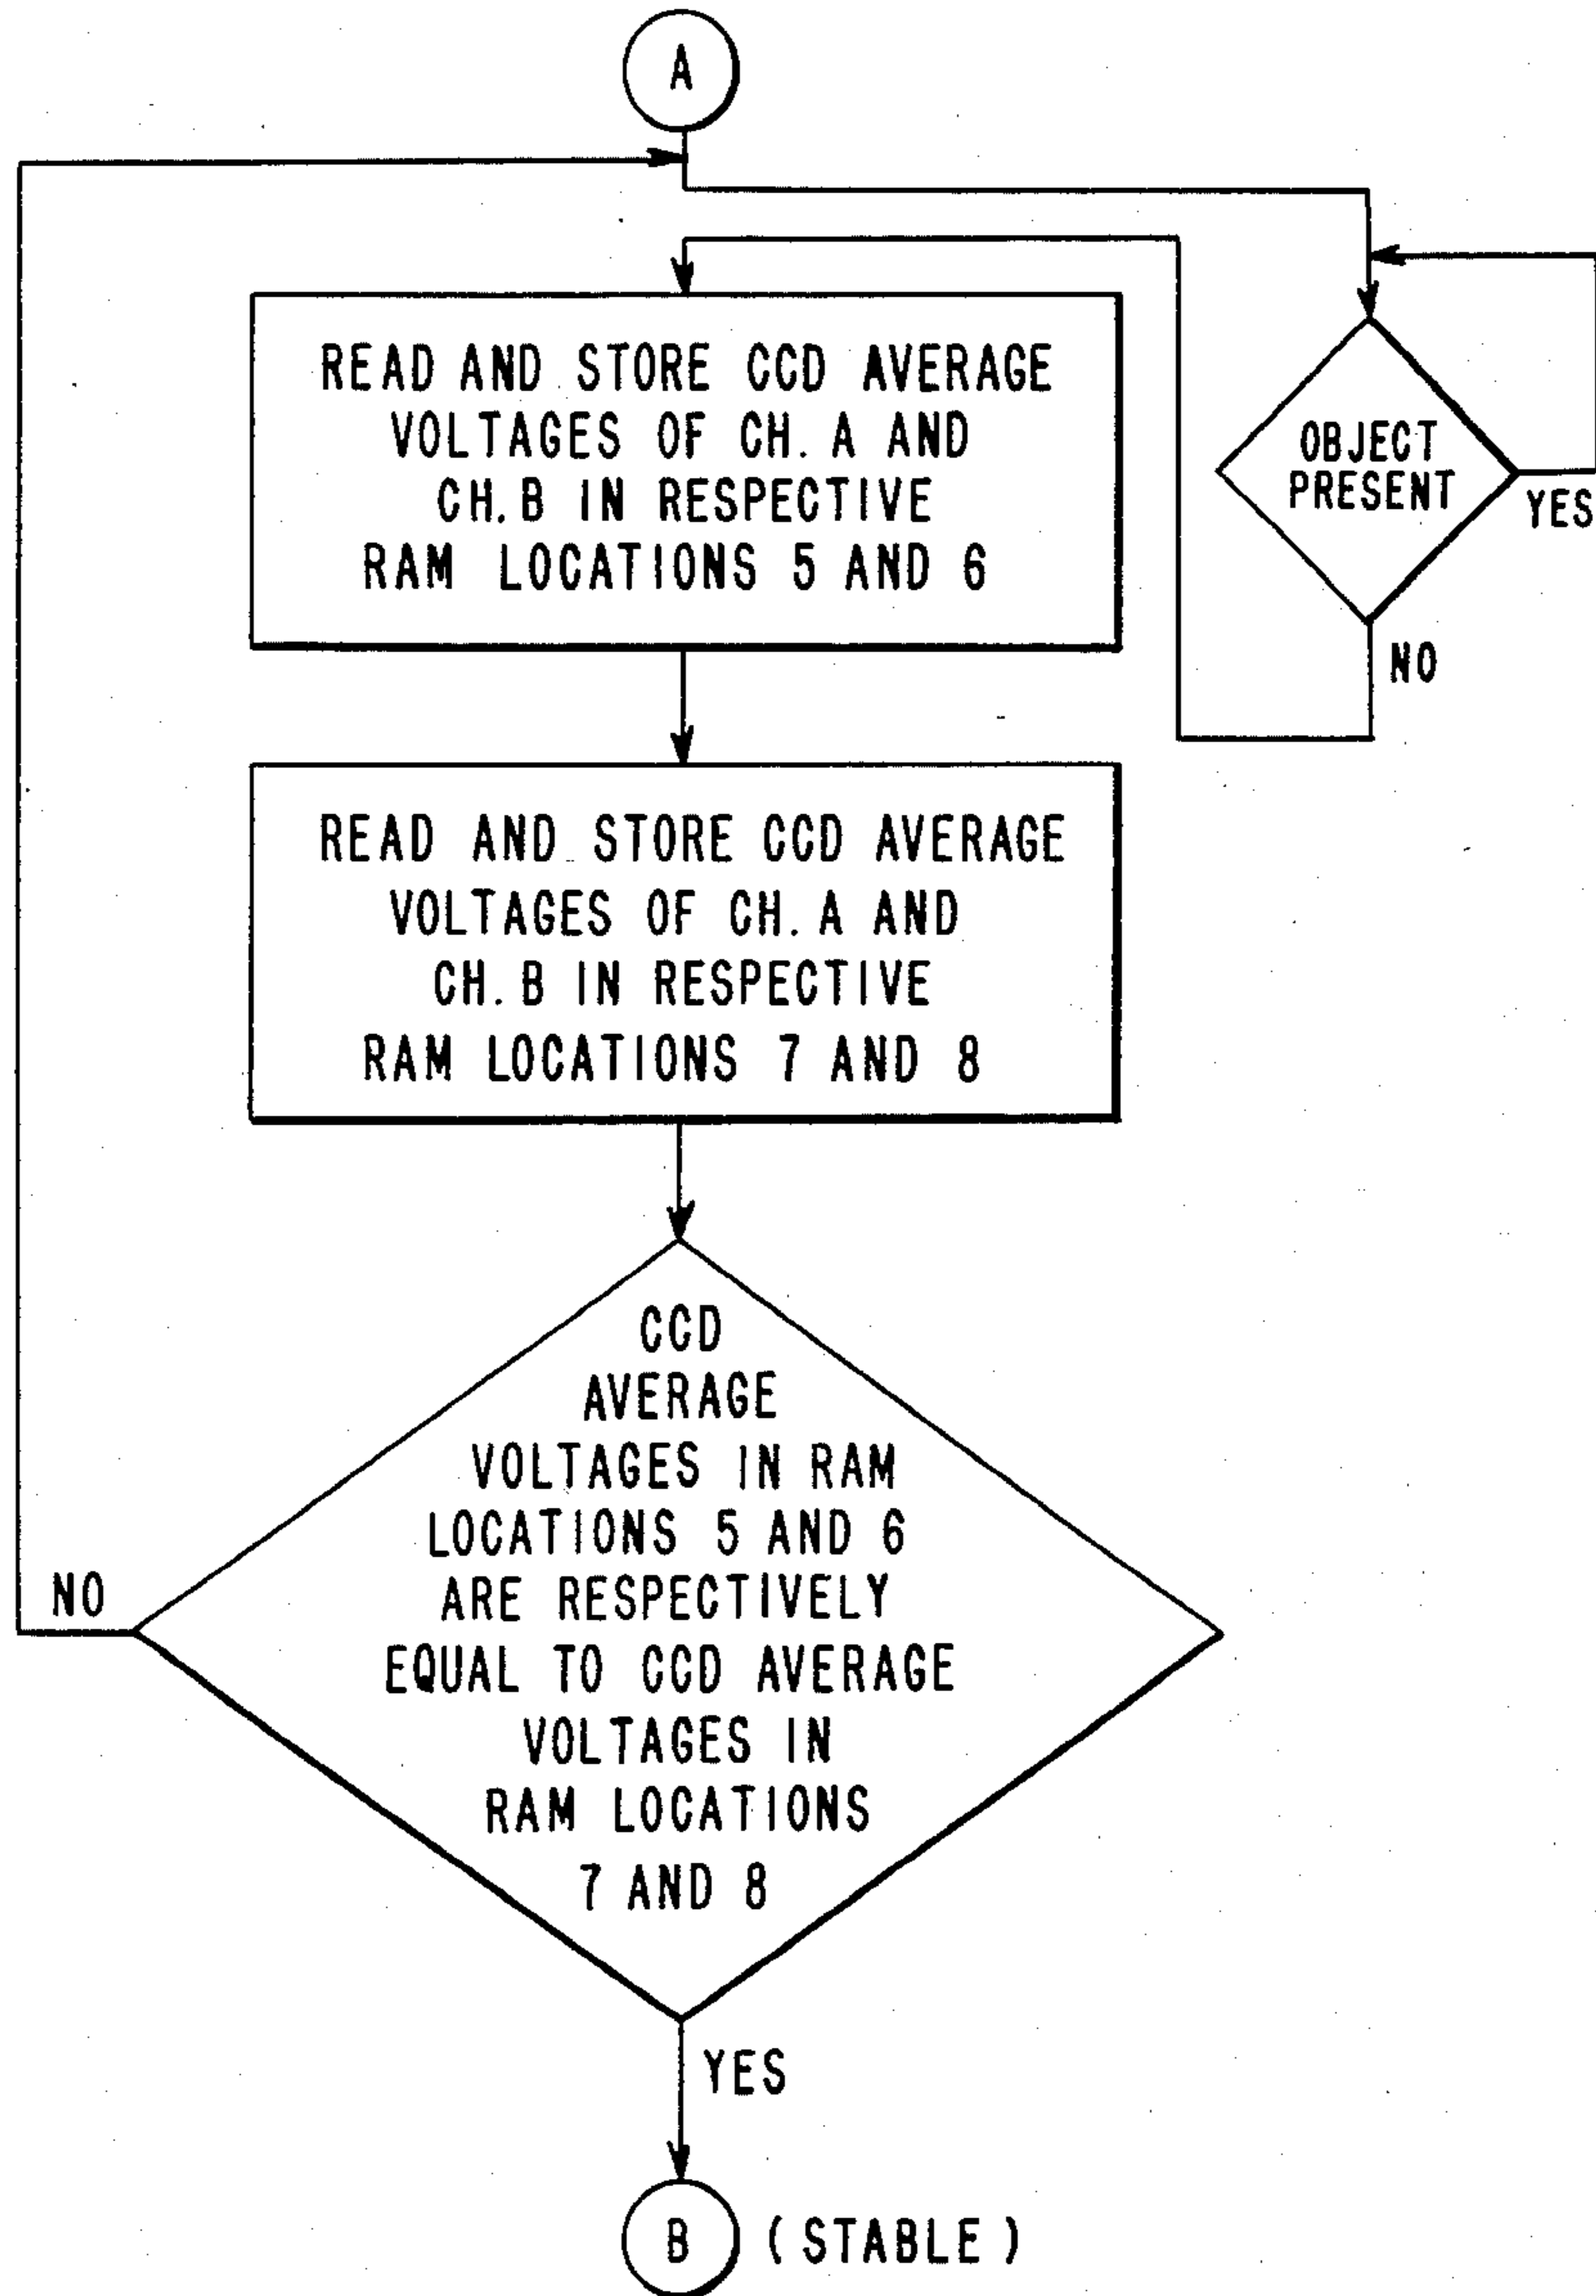 A
READ AND STORE CCD AVERAGE
VOLTAGES OF CH. A AND
CH. B IN RESPECTIVE
RAM LOCATIONS 5 AND 6
OBJECT
PRESENT
YES
NO
READ AND STORE CCD AVERAGE
VOLTAGES OF CH. A AND
CH. B IN RESPECTIVE
RAM LOCATIONS 7 AND 8
CCD
AVERAGE
VOLTAGES IN RAM
LOCATIONS 5 AND 6
ARE RESPECTIVELY
EQUAL TO CCD AVERAGE
VOLTAGES IN
RAM LOCATIONS
7 AND 8
NO
YES
B (STABLE)